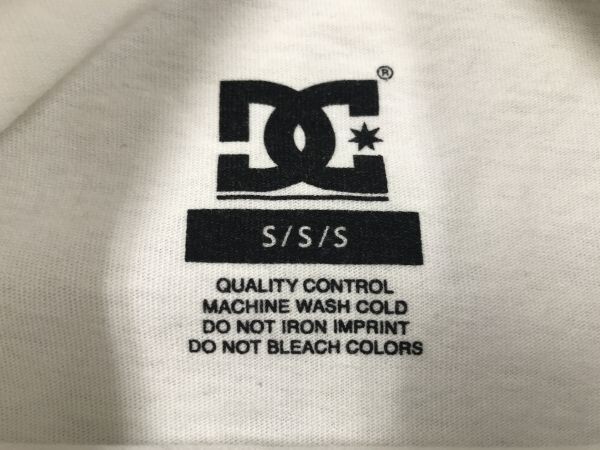 DC®
S/S/S
QUALITY CONTROL
MACHINE WASH COLD
DO NOT IRON IMPRINT
DO NOT BLEACH COLORS